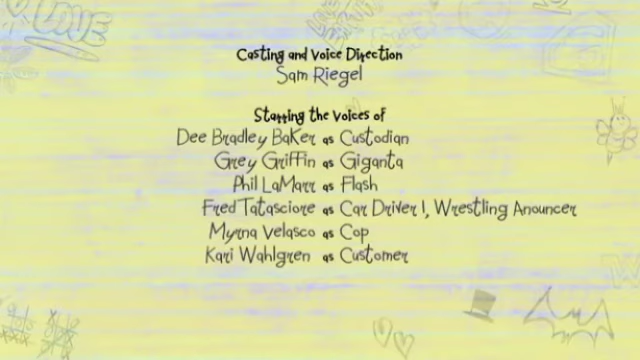 LOVE
Casting and Voice Direction
Sam Riegel
Starring the Voices of
Dee Bradley Baker as Custodian
Grey Griffin as Giganta
Phil LaMarr as Flash
Fred Tatasciore as Car Driver 1, Wrestling Anouncer
Myrna Velasco as Cop
Kari Wahlgren as Customer